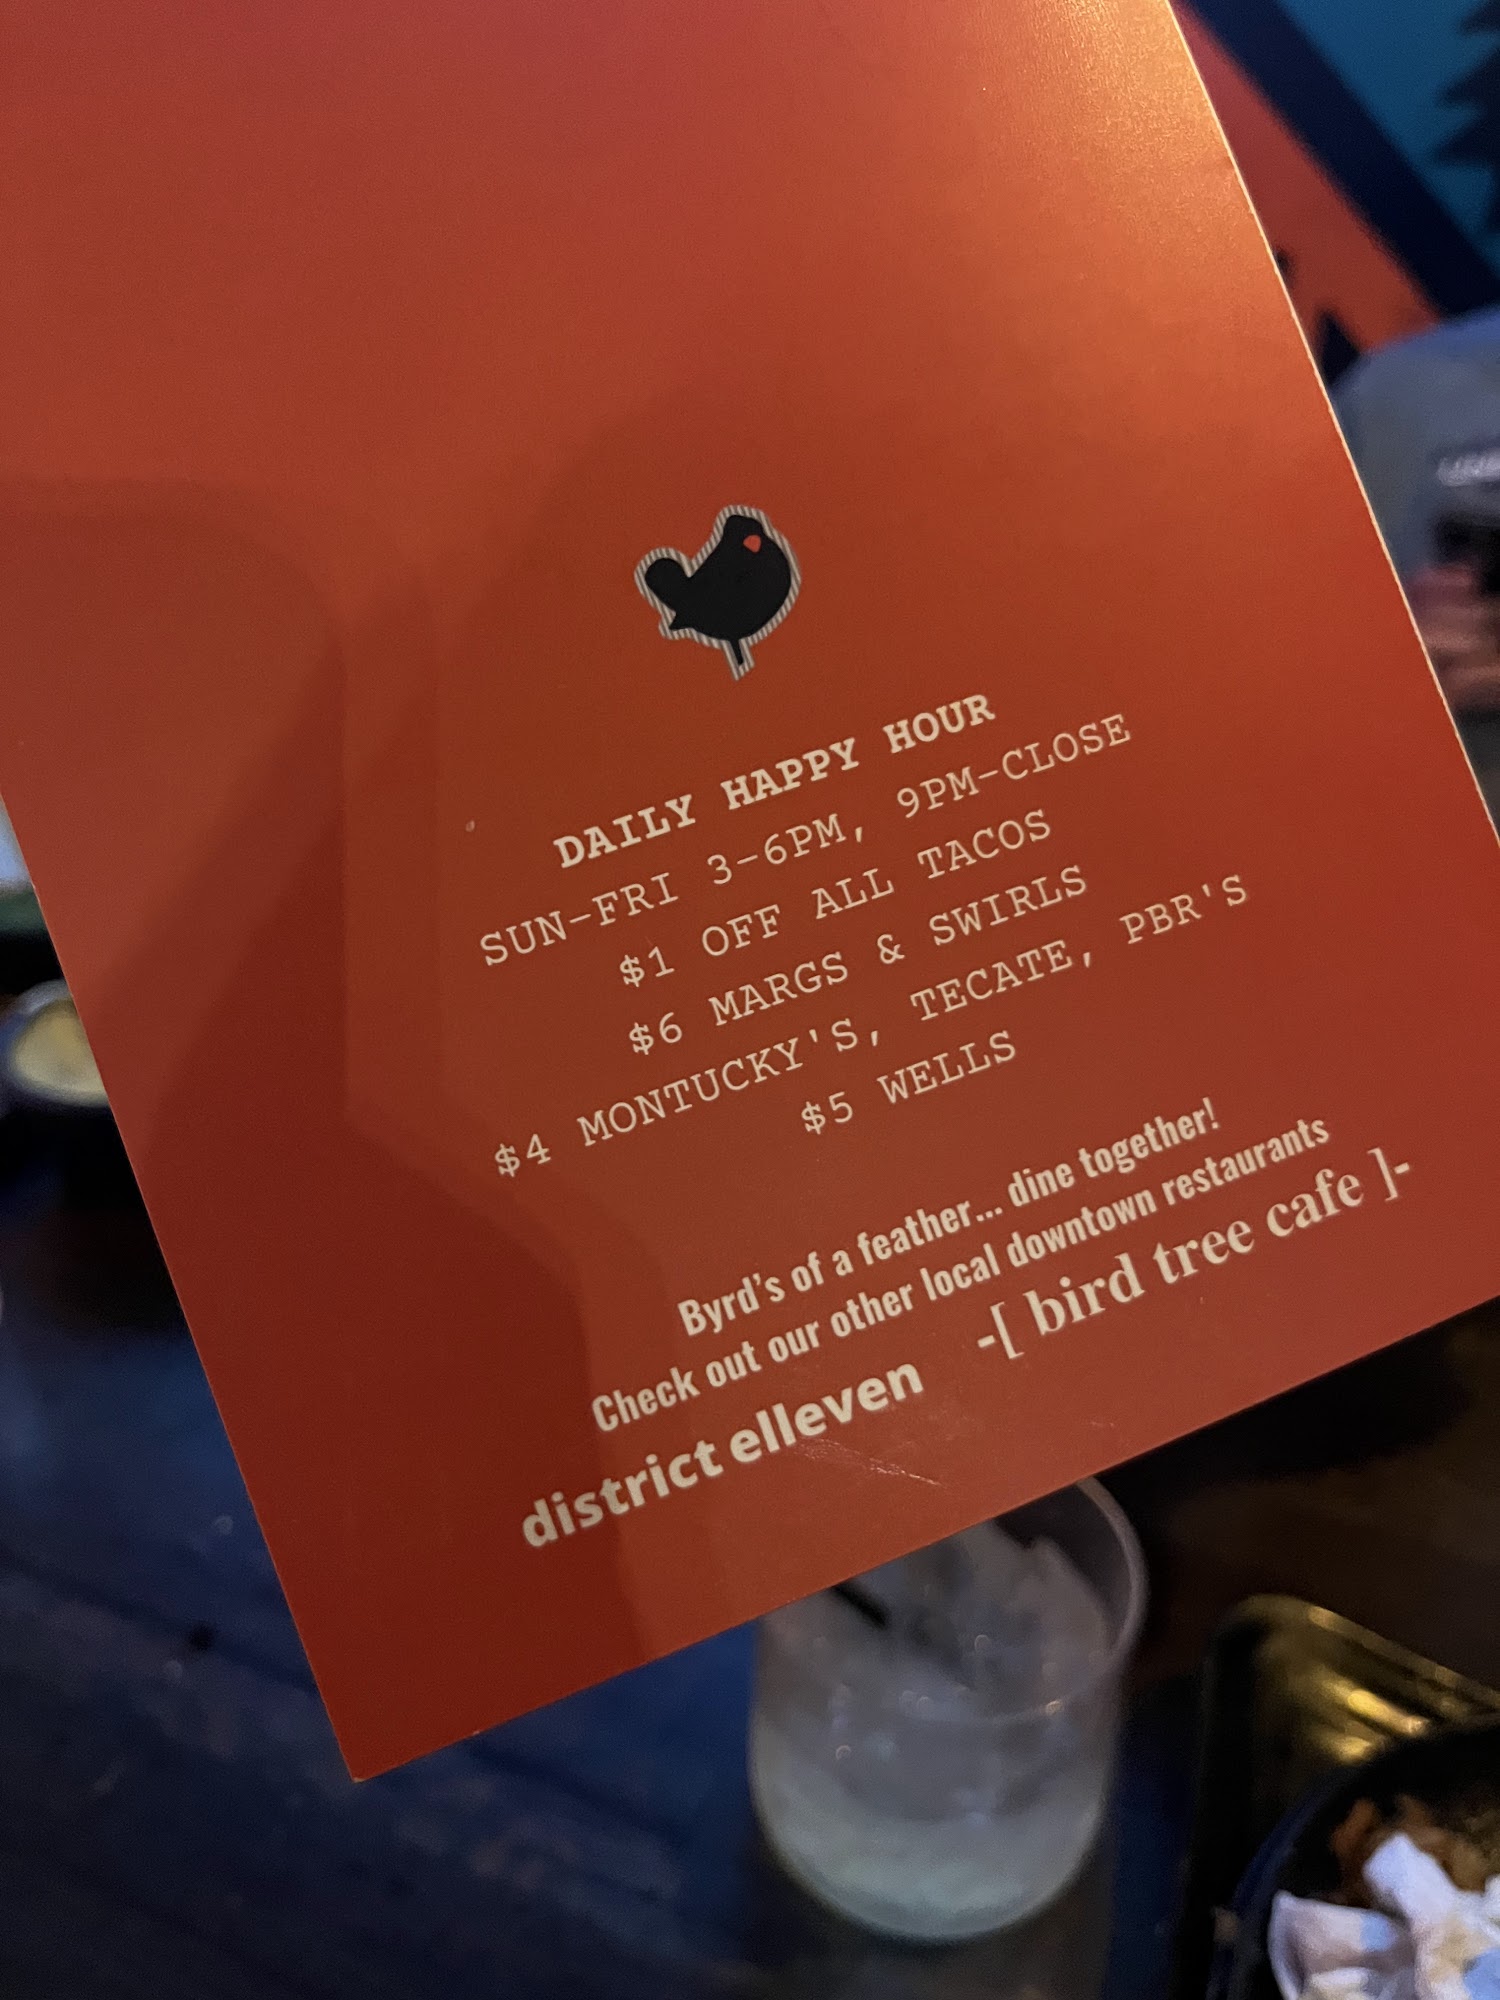 DAILY HAPPY HOUR
SUN-FRI 3-6PM, 9PM-CLOSE
$1 OFF ALL TACOS
$6 MARGS & SWIRLS
$4 MONTUCKY'S, TECATE, PBR'S
$5 WELLS
Byrd's of a feather... dine together!
Check out our other local downtown restaurants
district elleven -[ bird tree cafe ]-